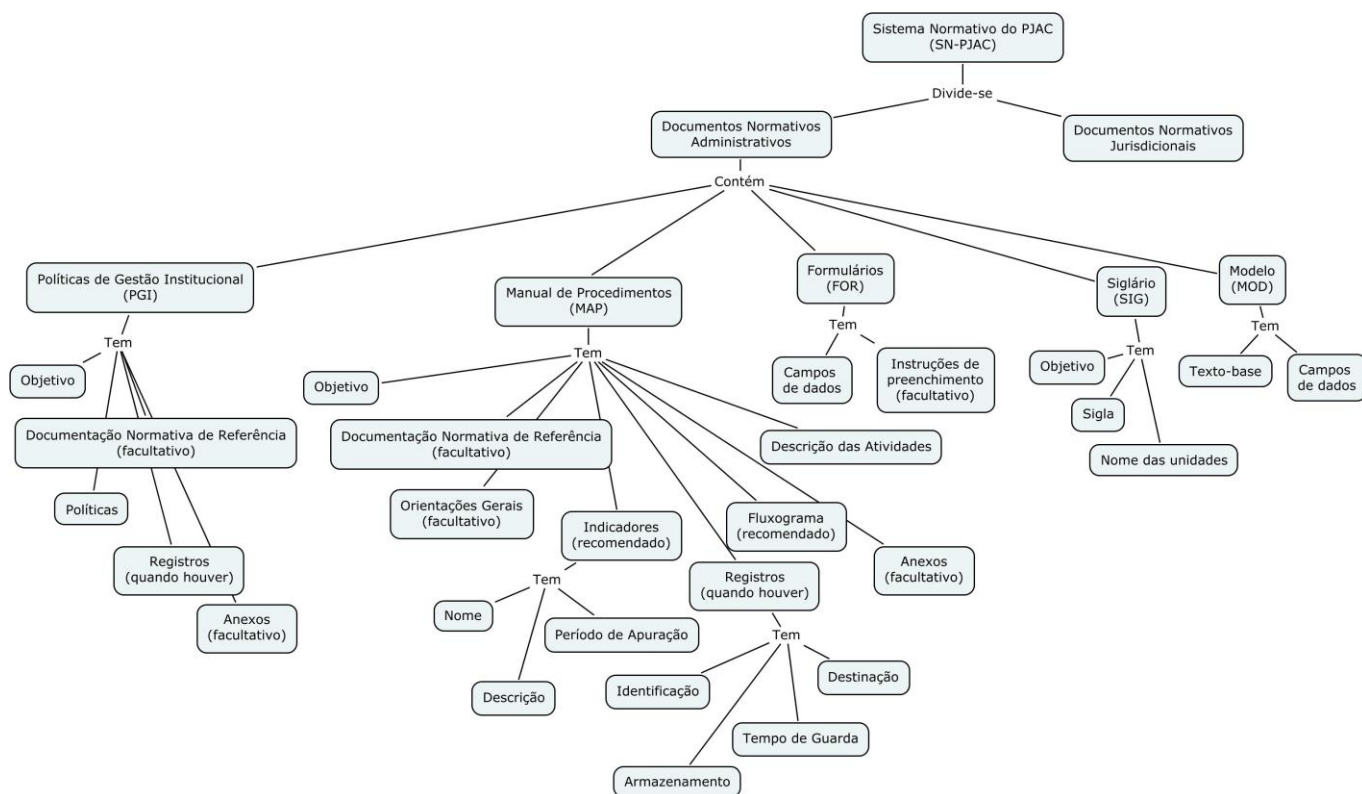 Sistema Normativo do PJAC
(SN-PJAC)
Divide-se
Documentos Normativos
Administrativos
Documentos Normativos
Jurisdicionais
Contém
Políticas de Gestão Institucional
(PGI)
Manual de Procedimentos
(MAP)
Formulários
(FOR)
Siglário
(SIG)
Modelo
(MOD)
Tem
Objetivo
Documentação Normativa de Referência
(facultativo)
Políticas
Registros
(quando houver)
Anexos
(facultativo)
Tem
Objetivo
Documentação Normativa de Referência
(facultativo)
Orientações Gerais
(facultativo)
Indicadores
(recomendado)
Tem
Nome
Descrição
Período de Apuração
Registros
(quando houver)
Tem
Identificação
Armazenamento
Tempo de Guarda
Destinação
Fluxograma
(recomendado)
Anexos
(facultativo)
Descrição das Atividades
Tem
Campos
de dados
Instruções de
preenchimento
(facultativo)
Tem
Objetivo
Sigla
Nome das unidades
Tem
Texto-base
Campos
de dados